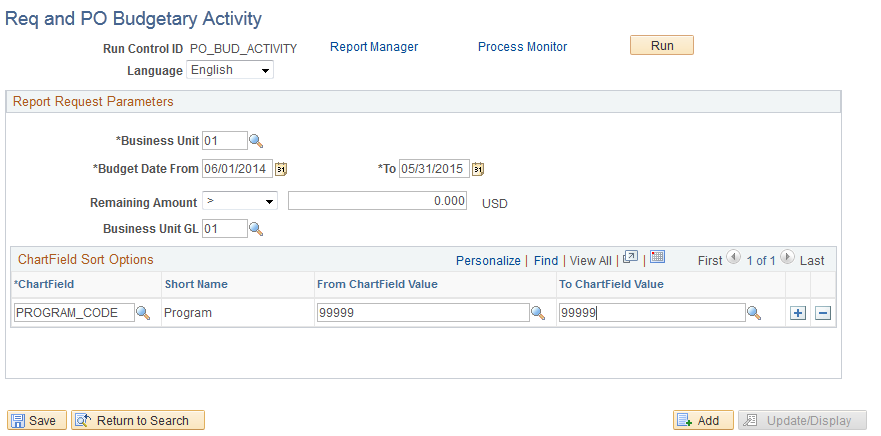 Req and PO Budgetary Activity
Run Control ID PO_BUD_ACTIVITY Report Manager Process Monitor Run
Language English
Report Request Parameters
*Business Unit 01
*Budget Date From 06/01/2014 *To 05/31/2015
Remaining Amount > 0.000 USD
Business Unit GL 01
ChartField Sort Options Personalize | Find | View All | | First 1 of 1 Last
*ChartField Short Name From ChartField Value To ChartField Value
PROGRAM_CODE Program 99999 99999
Save Return to Search Add Update/Display